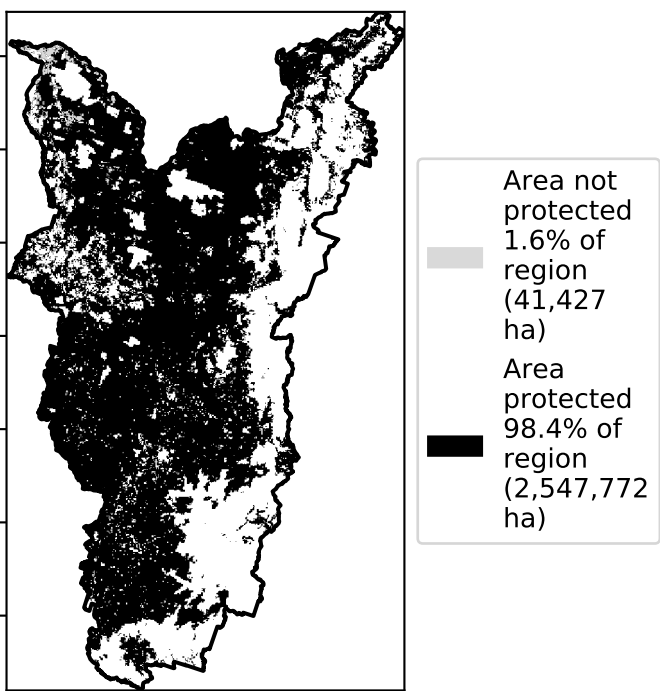 Area not
protected
1.6% of
region
(41,427
ha)
Area
protected
98.4% of
region
(2,547,772
ha)